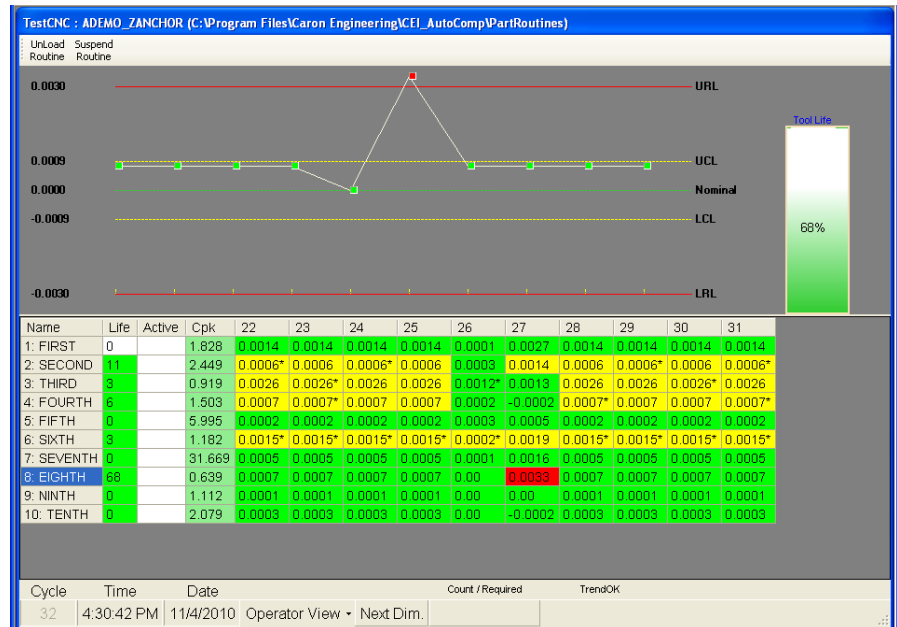 TestCNC : ADEMO_ZANCHOR (C:\Program Files\Caron Engineering\CEI_AutoComp\PartRoutines)
UnLoad Suspend
Routine Routine
0.0030 URL
Tool Life
0.0009 UCL
0.0000 Nominal
-0.0009 LCL
68%
-0.0030 LRL
Name Life Active Cpk 22 23 24 25 26 27 28 29 30 31
1: FIRST 0 1.828 0.0014 0.0014 0.0014 0.0014 0.0001 0.0027 0.0014 0.0014 0.0014 0.0014
2: SECOND 11 2.449 0.0006* 0.0006 0.0006* 0.0006 0.0003 0.0014 0.0006 0.0006* 0.0006 0.0006*
3: THIRD 3 0.919 0.0026 0.0026* 0.0026 0.0026 0.0012* 0.0013 0.0026 0.0026 0.0026* 0.0026
4: FOURTH 6 1.503 0.0007 0.0007* 0.0007 0.0007 0.0002 -0.0002 0.0007* 0.0007 0.0007 0.0007*
5: FIFTH 0 5.995 0.0002 0.0002 0.0002 0.0002 0.0003 0.0005 0.0002 0.0002 0.0002 0.0002
6: SIXTH 3 1.182 0.0015* 0.0015* 0.0015* 0.0015* 0.0002* 0.0019 0.0015* 0.0015* 0.0015* 0.0015*
7: SEVENTH 0 31.669 0.0005 0.0005 0.0005 0.0005 0.0001 0.0016 0.0005 0.0005 0.0005 0.0005
8: EIGHTH 68 0.639 0.0007 0.0007 0.0007 0.0007 0.00 0.0033 0.0007 0.0007 0.0007 0.0007
9: NINTH 0 1.112 0.0001 0.0001 0.0001 0.0001 0.00 0.00 0.0001 0.0001 0.0001 0.0001
10: TENTH 0 2.079 0.0003 0.0003 0.0003 0.0003 0.00 -0.0002 0.0003 0.0003 0.0003 0.0003
Cycle Time Date Count / Required TrendOK
32 4:30:42 PM 11/4/2010 Operator View Next Dim.